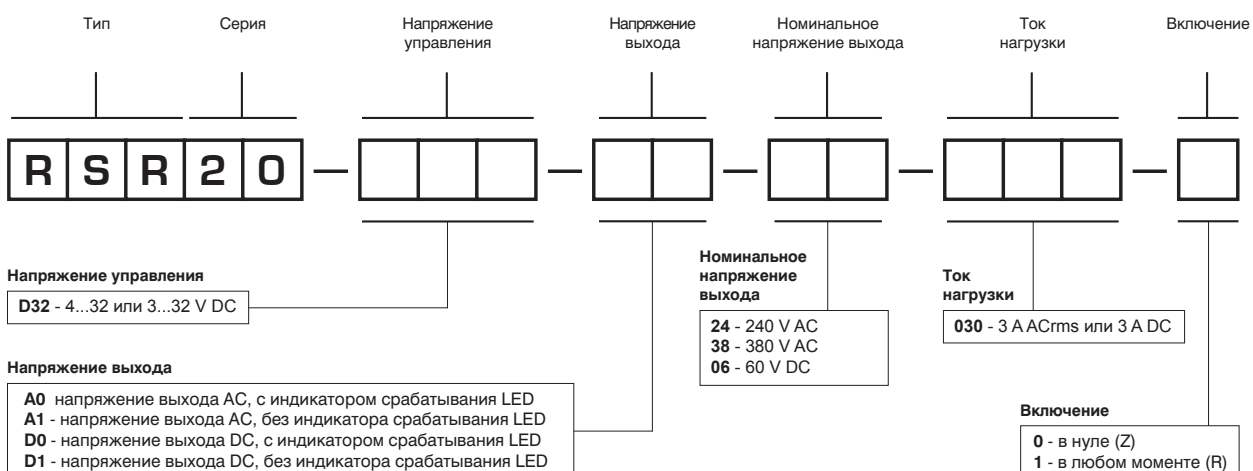 Тип
Серия
Напряжение
управления
Напряжение
выхода
Номинальное
напряжение выхода
Ток
нагрузки
Включение
RSR20 — — — — —
Напряжение управления
D32 - 4...32 или 3...32 V DC
Напряжение выхода
A0 напряжение выхода AC, с индикатором срабатывания LED
A1 - напряжение выхода AC, без индикатора срабатывания LED
D0 - напряжение выхода DC, с индикатором срабатывания LED
D1 - напряжение выхода DC, без индикатора срабатывания LED
Номинальное
напряжение
выхода
24 - 240 V AC
38 - 380 V AC
06 - 60 V DC
Ток
нагрузки
030 - 3 A ACrms или 3 A DC
Включение
0 - в нуле (Z)
1 - в любом моменте (R)